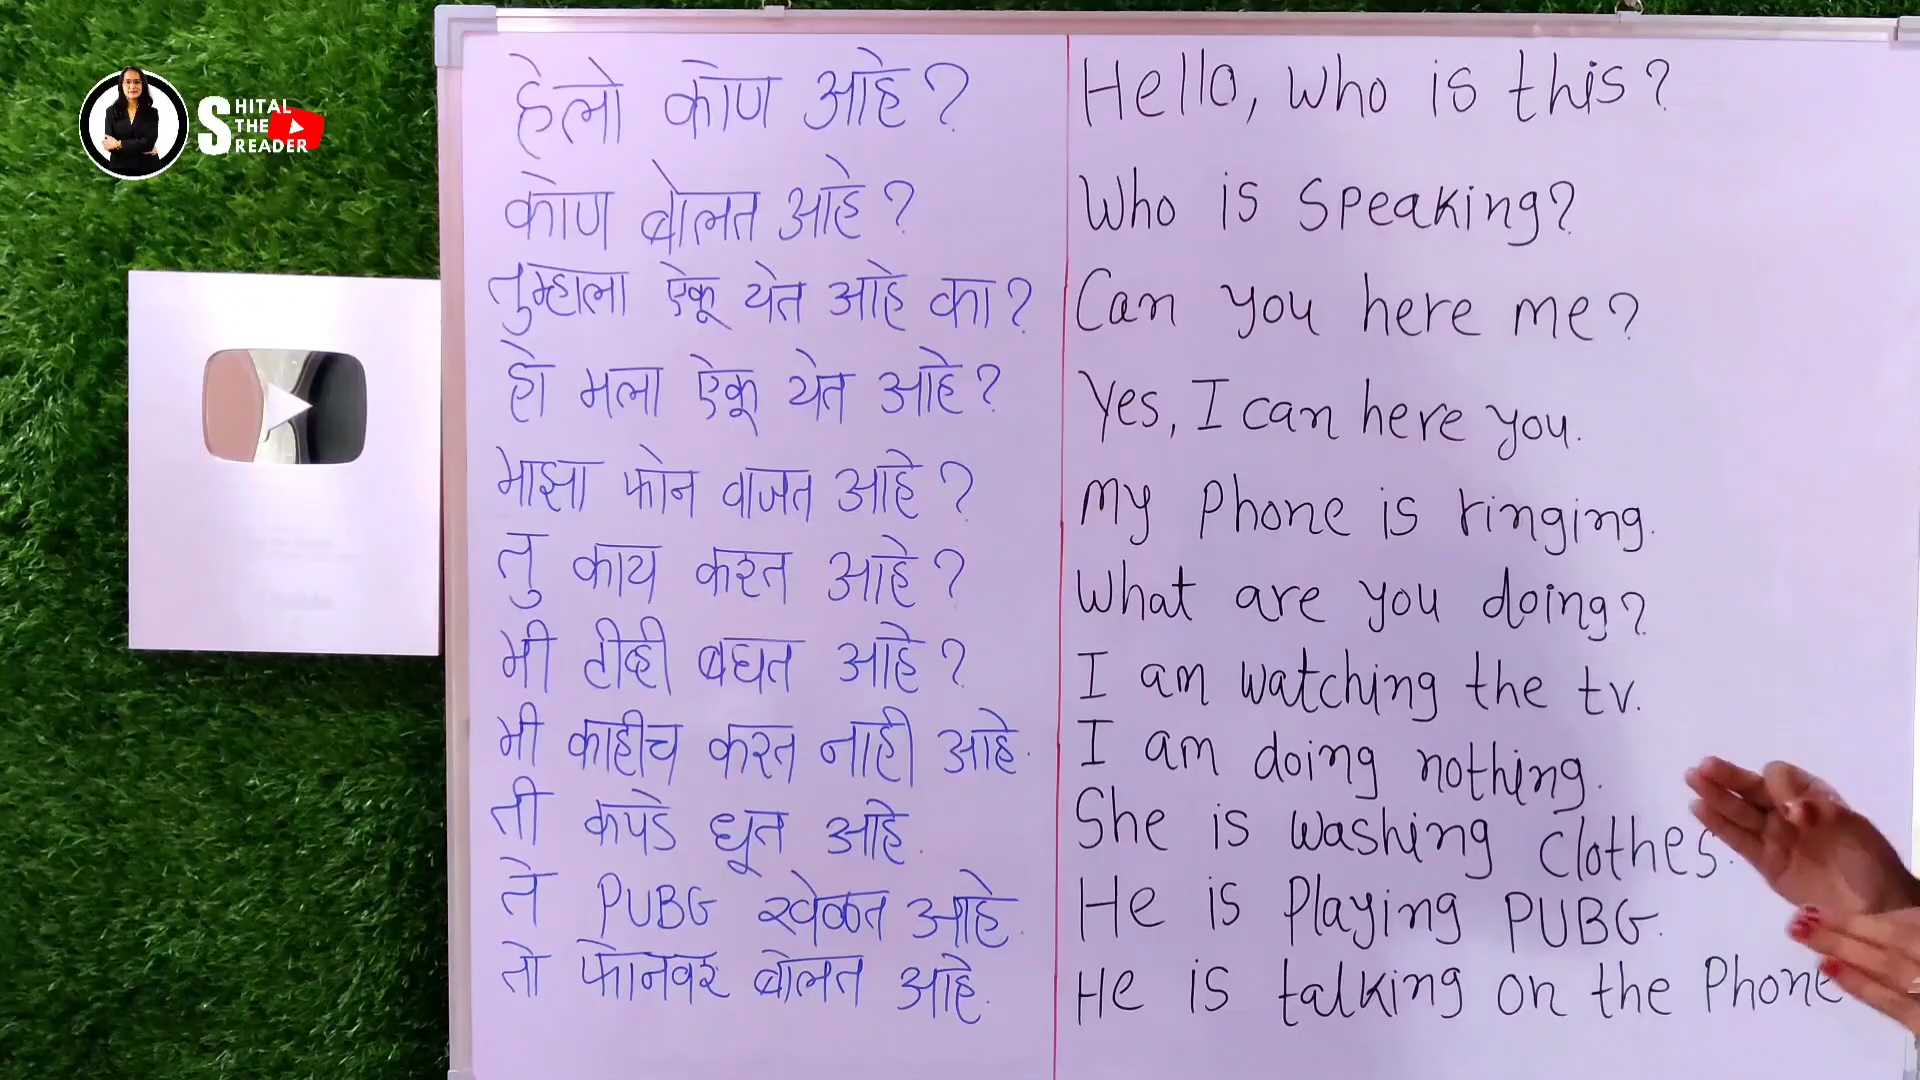 SHITAL
THE
READER
हेलो कोण आहे? Hello, Who is this?
कोण बोलत आहे? Who is speaking?
तुम्हाला ऐकू येत आहे का? Can you here me?
हो मला ऐकू येत आहे? Yes, I can here you.
माझा फोन वाजत आहे? My Phone is ringing.
तु काय करत आहे? What are you doing?
मी टीव्ही बघत आहे? I am watching the tv.
मी काहीच करत नाही आहे. I am doing nothing.
ती कपडे धूत आहे. She is washing clothes.
ते PUBG खेळत आहे. He is Playing PUBG.
तो फोनवर बोलत आहे. He is talking on the Phone